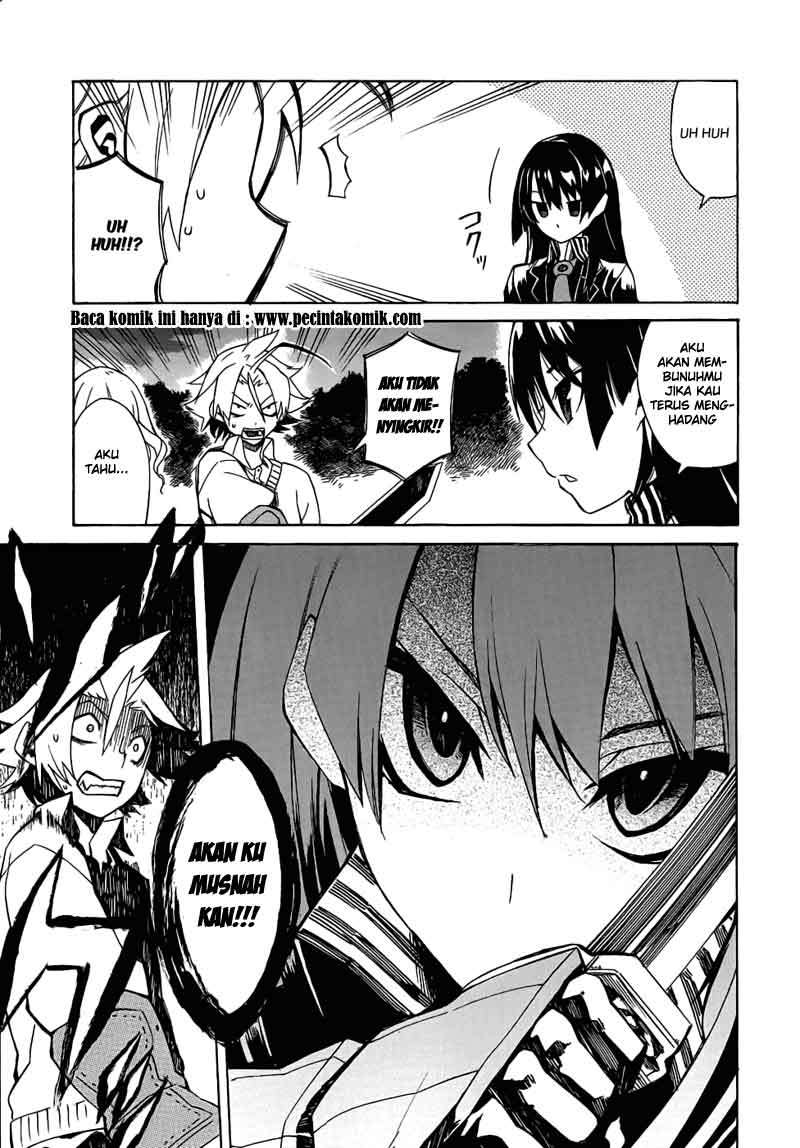 UH HUH
コクッ
UH
HUH!!?
Baca komik ini hanya di : www.pecintakomik.com
AKU
AKAN MEM-
BUNUHMU
JIKA KAU
TERUS MENG-
HADANG
AKU TIDAK
AKAN ME-
NYINGKIR!!
AKU
TAHU...
AKAN KU
MUSNAH
KAN!!!